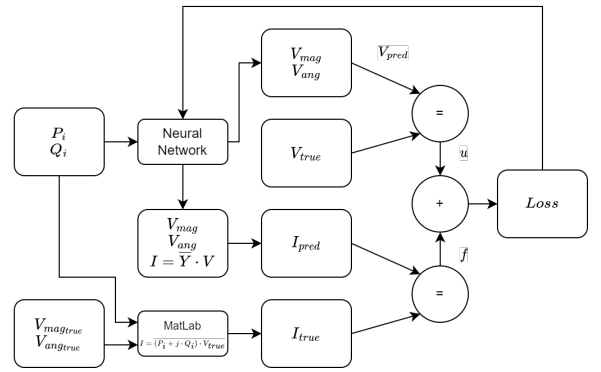 V_mag
V_ang
V_pred
P_i
Q_i
Neural
Network
=
V_true
u
+
Loss
V_mag
V_ang
I = Y̅ · V
I_pred
f
=
V_mag_true
V_ang_true
MatLab
I = (P_i + j · Q_i) · V_true
I_true